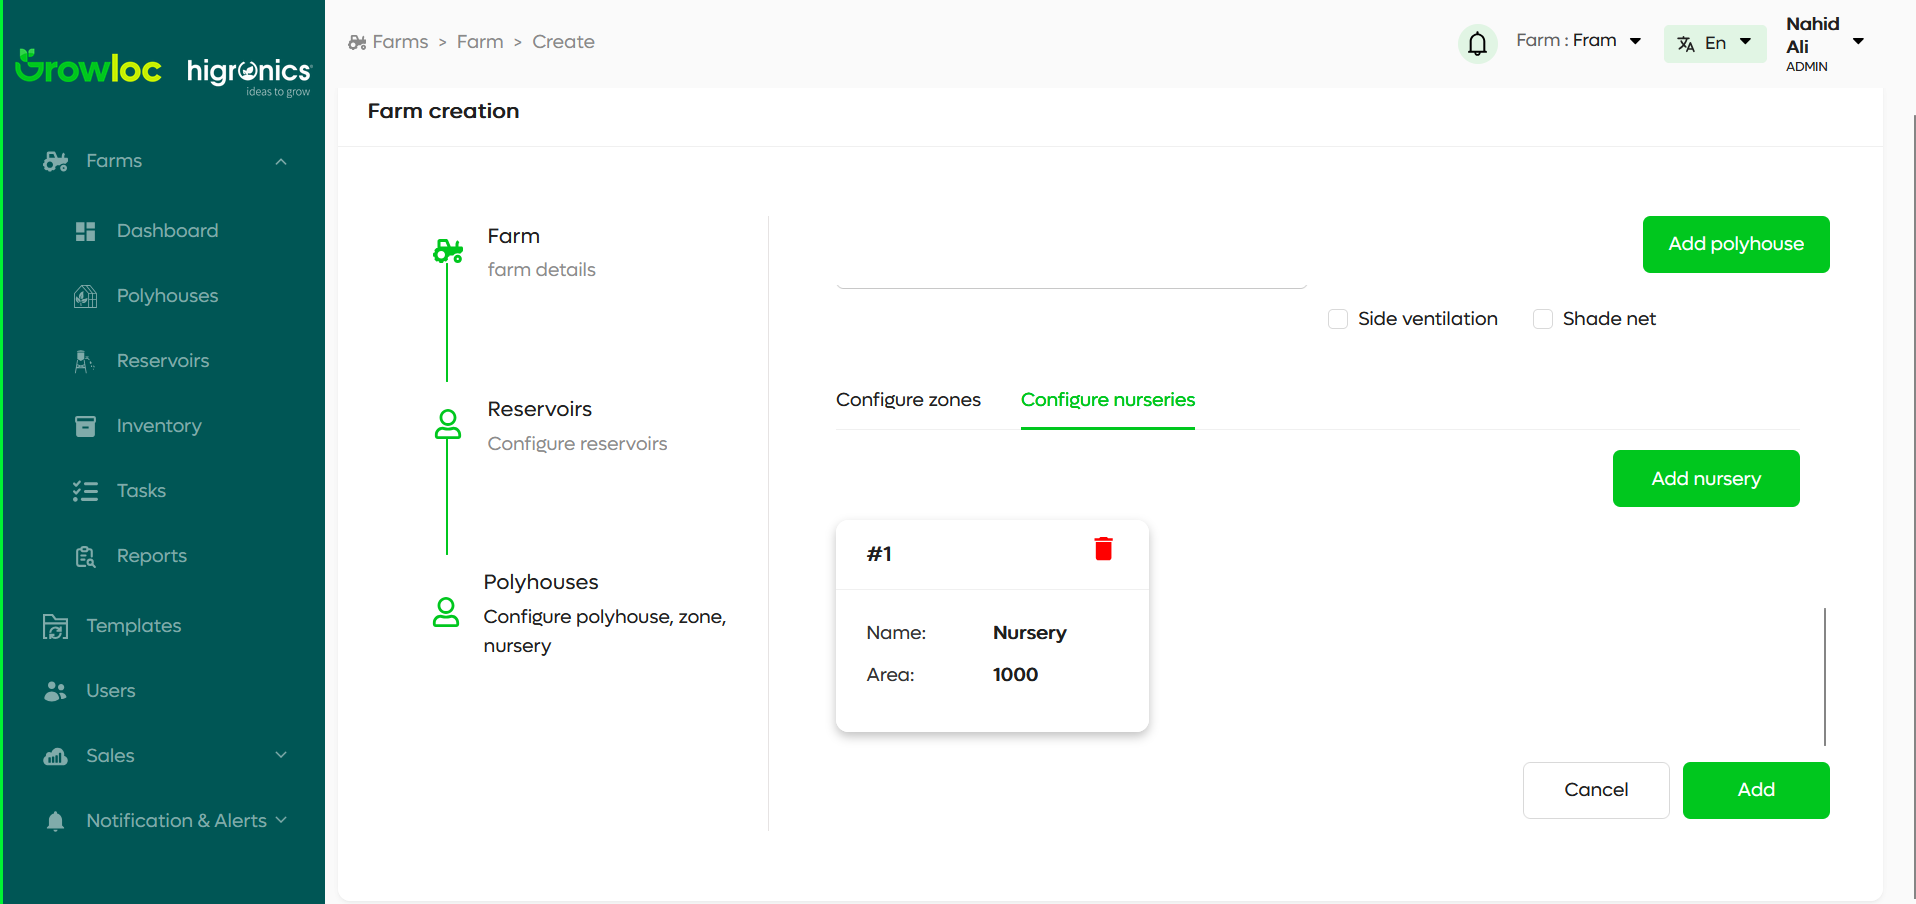 Growloc
higronics
ideas to grow
Farms
Dashboard
Polyhouses
Reservoirs
Inventory
Tasks
Reports
Templates
Users
Sales
Notification & Alerts
Farms > Farm > Create
Farm : Fram
En
Nahid
Ali
ADMIN
Farm creation
Farm
farm details
Reservoirs
Configure reservoirs
Polyhouses
Configure polyhouse, zone,
nursery
Add polyhouse
Side ventilation
Shade net
Configure zones
Configure nurseries
Add nursery
#1
Name: Nursery
Area: 1000
Cancel
Add